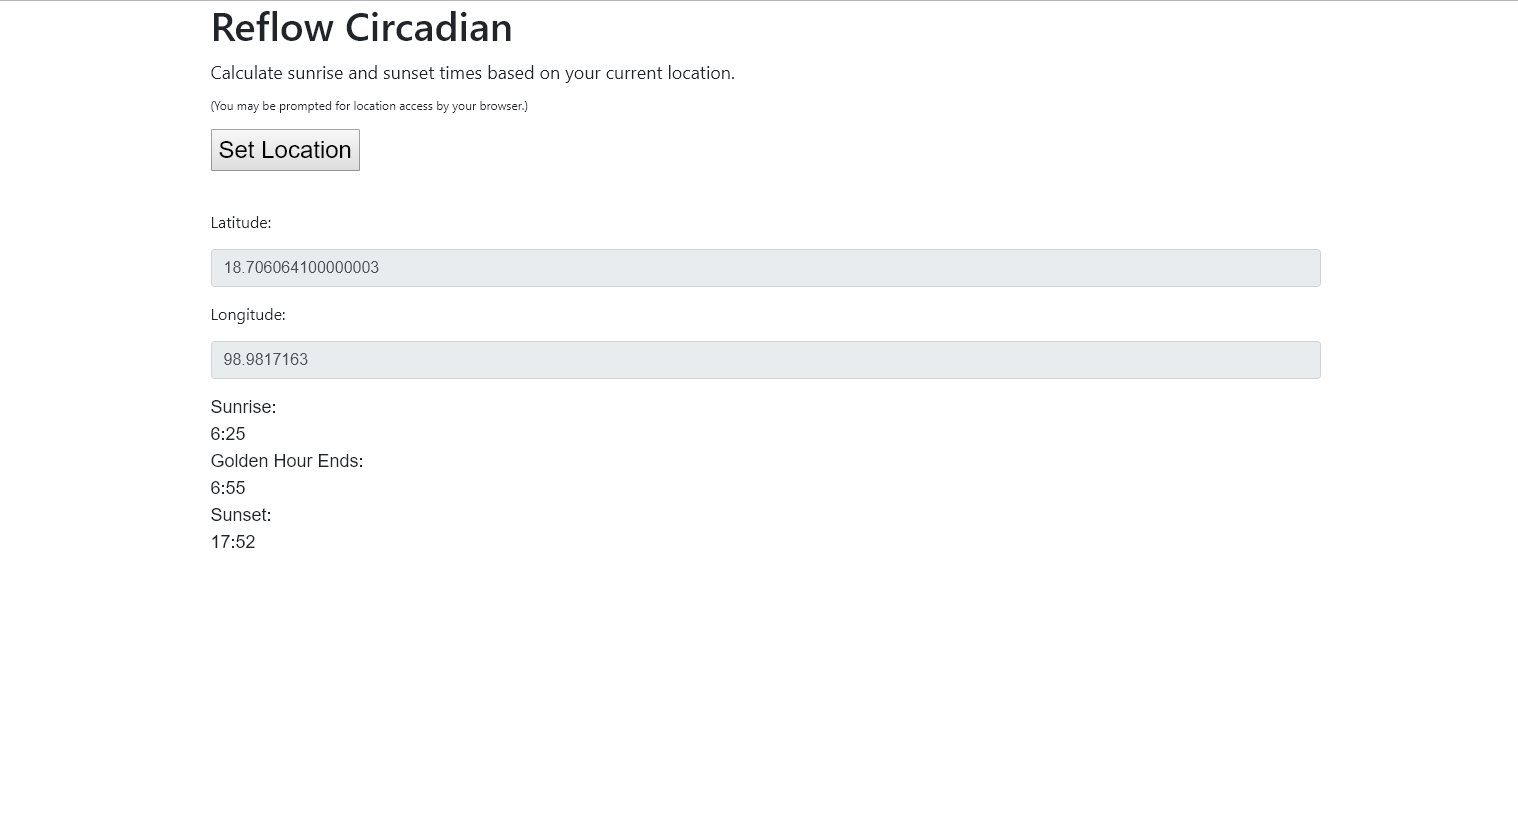 Reflow Circadian
Calculate sunrise and sunset times based on your current location.
(You may be prompted for location access by your browser.)
Set Location
Latitude:
18.706064100000003
Longitude:
98.9817163
Sunrise:
6:25
Golden Hour Ends:
6:55
Sunset:
17:52